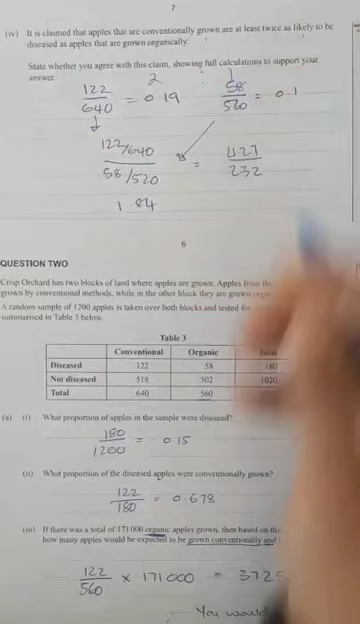 7
(iv) It is claimed that apples that are conventionally grown are at least twice as likely to be
diseased as apples that are grown organically.
State whether you agree with this claim, showing full calculations to support your
answer.
2 :
122/640 = 0.19 58/560 = 0.1
122/640 / 58/520 = 427/232
1.84
6
QUESTION TWO
Crisp Orchard has two blocks of land where apples are grown. Apples from the
grown by conventional methods, while in the other block they are grown
A random sample of 1200 apples is taken over both blocks and tested for
summarised in Table 3 below.
Table 3
Conventional Organic Total
Diseased 122 58 180
Not diseased 518 502 1020
Total 640 560
(a) (i) What proportion of apples in the sample were diseased?
180/1200 = 0.15
(ii) What proportion of the diseased apples were conventionally grown?
122/180 = 0.678
(iii) If there was a total of 171 000 organic apples grown, then based on
how many apples would be expected to be grown conventionally and
122/560 × 171000 = 372
You would